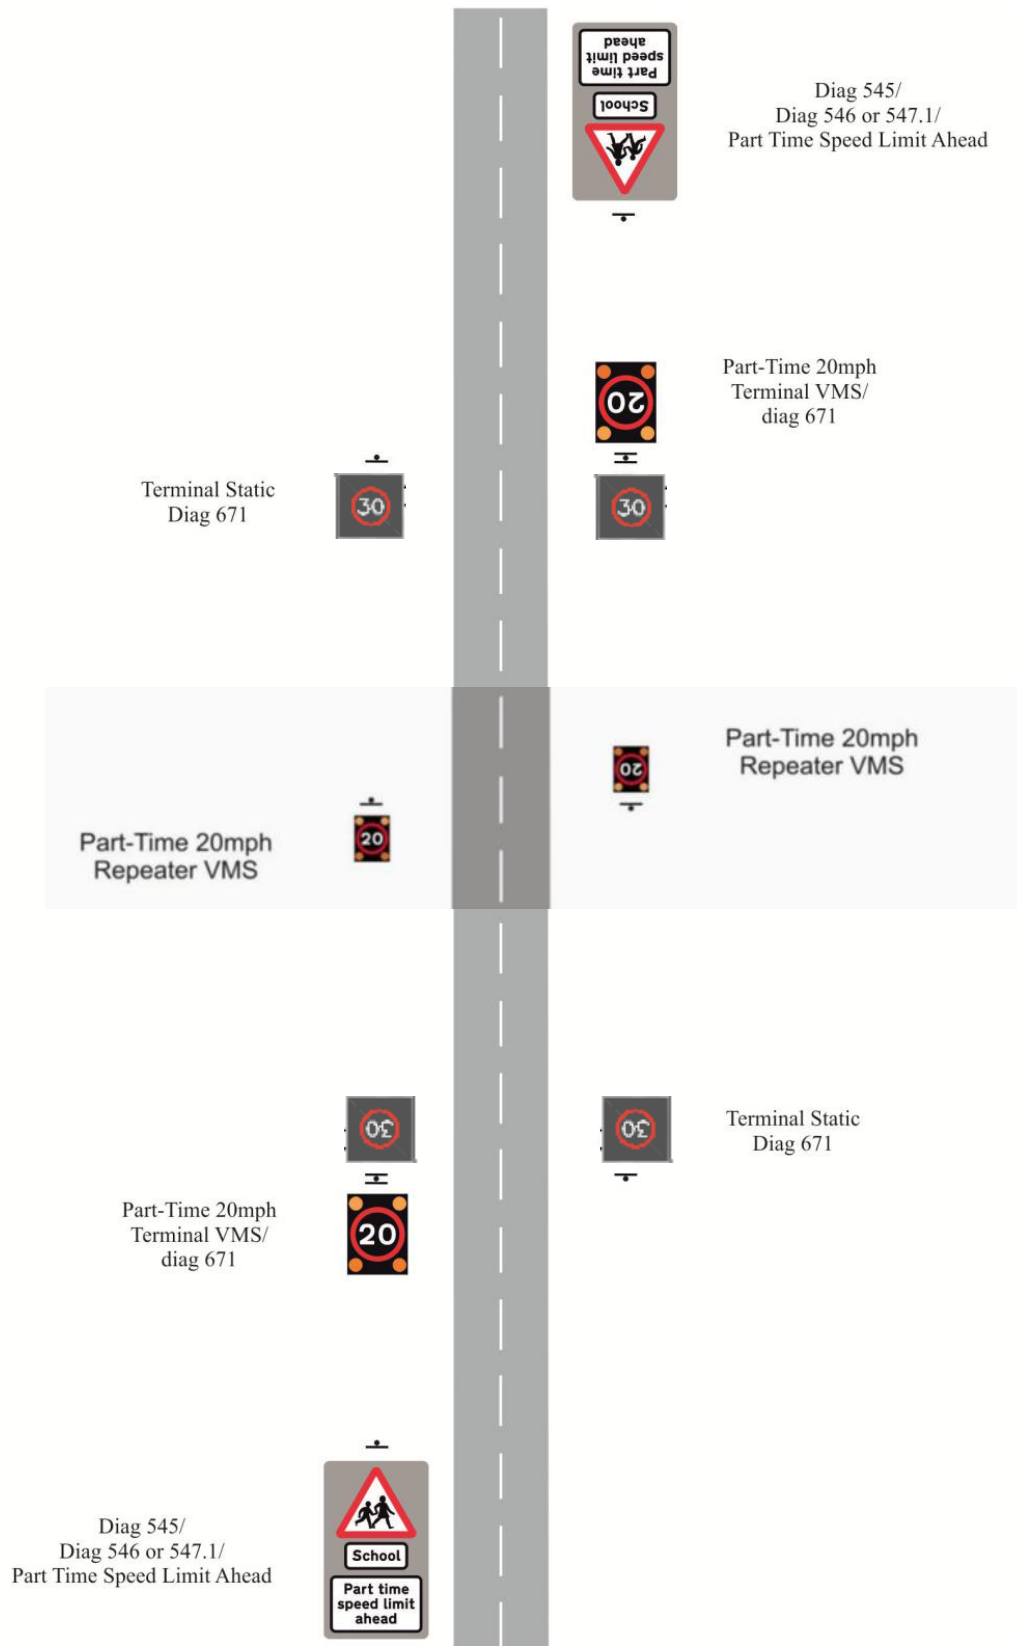 Part time
speed limit
ahead
School
Diag 545/
Diag 546 or 547.1/
Part Time Speed Limit Ahead
20
Part-Time 20mph
Terminal VMS/
diag 671
Terminal Static
Diag 671
30
30
20
Part-Time 20mph
Repeater VMS
Part-Time 20mph
Repeater VMS
20
30
30
Terminal Static
Diag 671
Part-Time 20mph
Terminal VMS/
diag 671
20
Diag 545/
Diag 546 or 547.1/
Part Time Speed Limit Ahead
School
Part time
speed limit
ahead